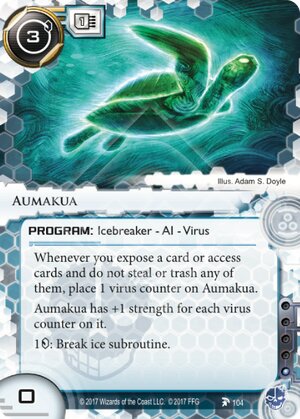 3
1
Illus. Adam S. Doyle
Aumakua
PROGRAM: Icebreaker - AI - Virus
Whenever you expose a card or access
cards and do not steal or trash any of
them, place 1 virus counter on Aumakua.
Aumakua has +1 strength for each virus
counter on it.
1: Break ice subroutine.
0
© 2017 Wizards of the Coast LLC. © 2017 FFG
104